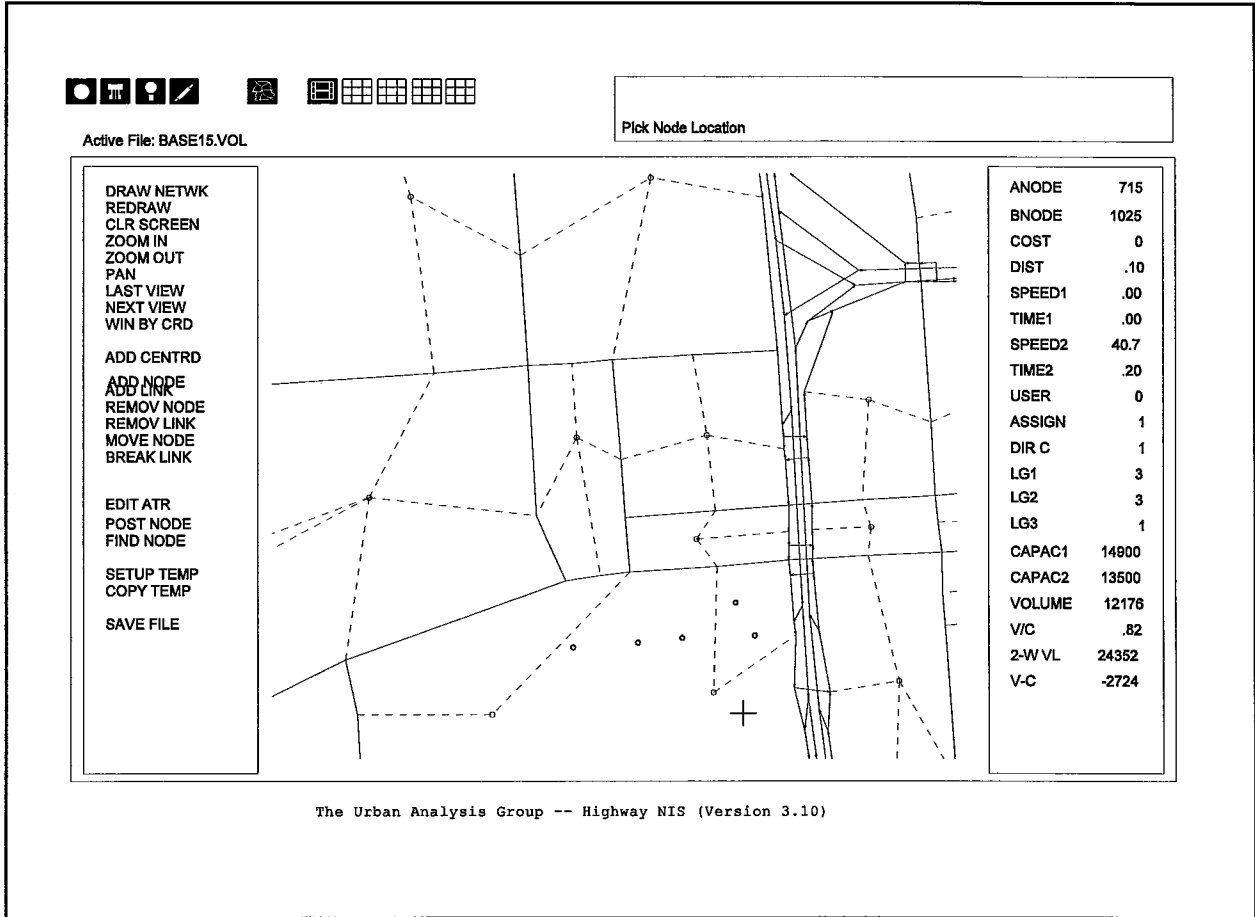 Pick Node Location
Active File: BASE15.VOL
DRAW NETWK
REDRAW
CLR SCREEN
ZOOM IN
ZOOM OUT
PAN
LAST VIEW
NEXT VIEW
WIN BY CRD
ADD CENTRD
ADD NODE
ADD LINK
REMOV NODE
REMOV LINK
MOVE NODE
BREAK LINK
EDIT ATR
POST NODE
FIND NODE
SETUP TEMP
COPY TEMP
SAVE FILE
ANODE 715
BNODE 1025
COST 0
DIST .10
SPEED1 .00
TIME1 .00
SPEED2 40.7
TIME2 .20
USER 0
ASSIGN 1
DIR C 1
LG1 3
LG2 3
LG3 1
CAPAC1 14900
CAPAC2 13500
VOLUME 12176
V/C .82
2-W VL 24352
V-C -2724
The Urban Analysis Group -- Highway NIS (Version 3.10)